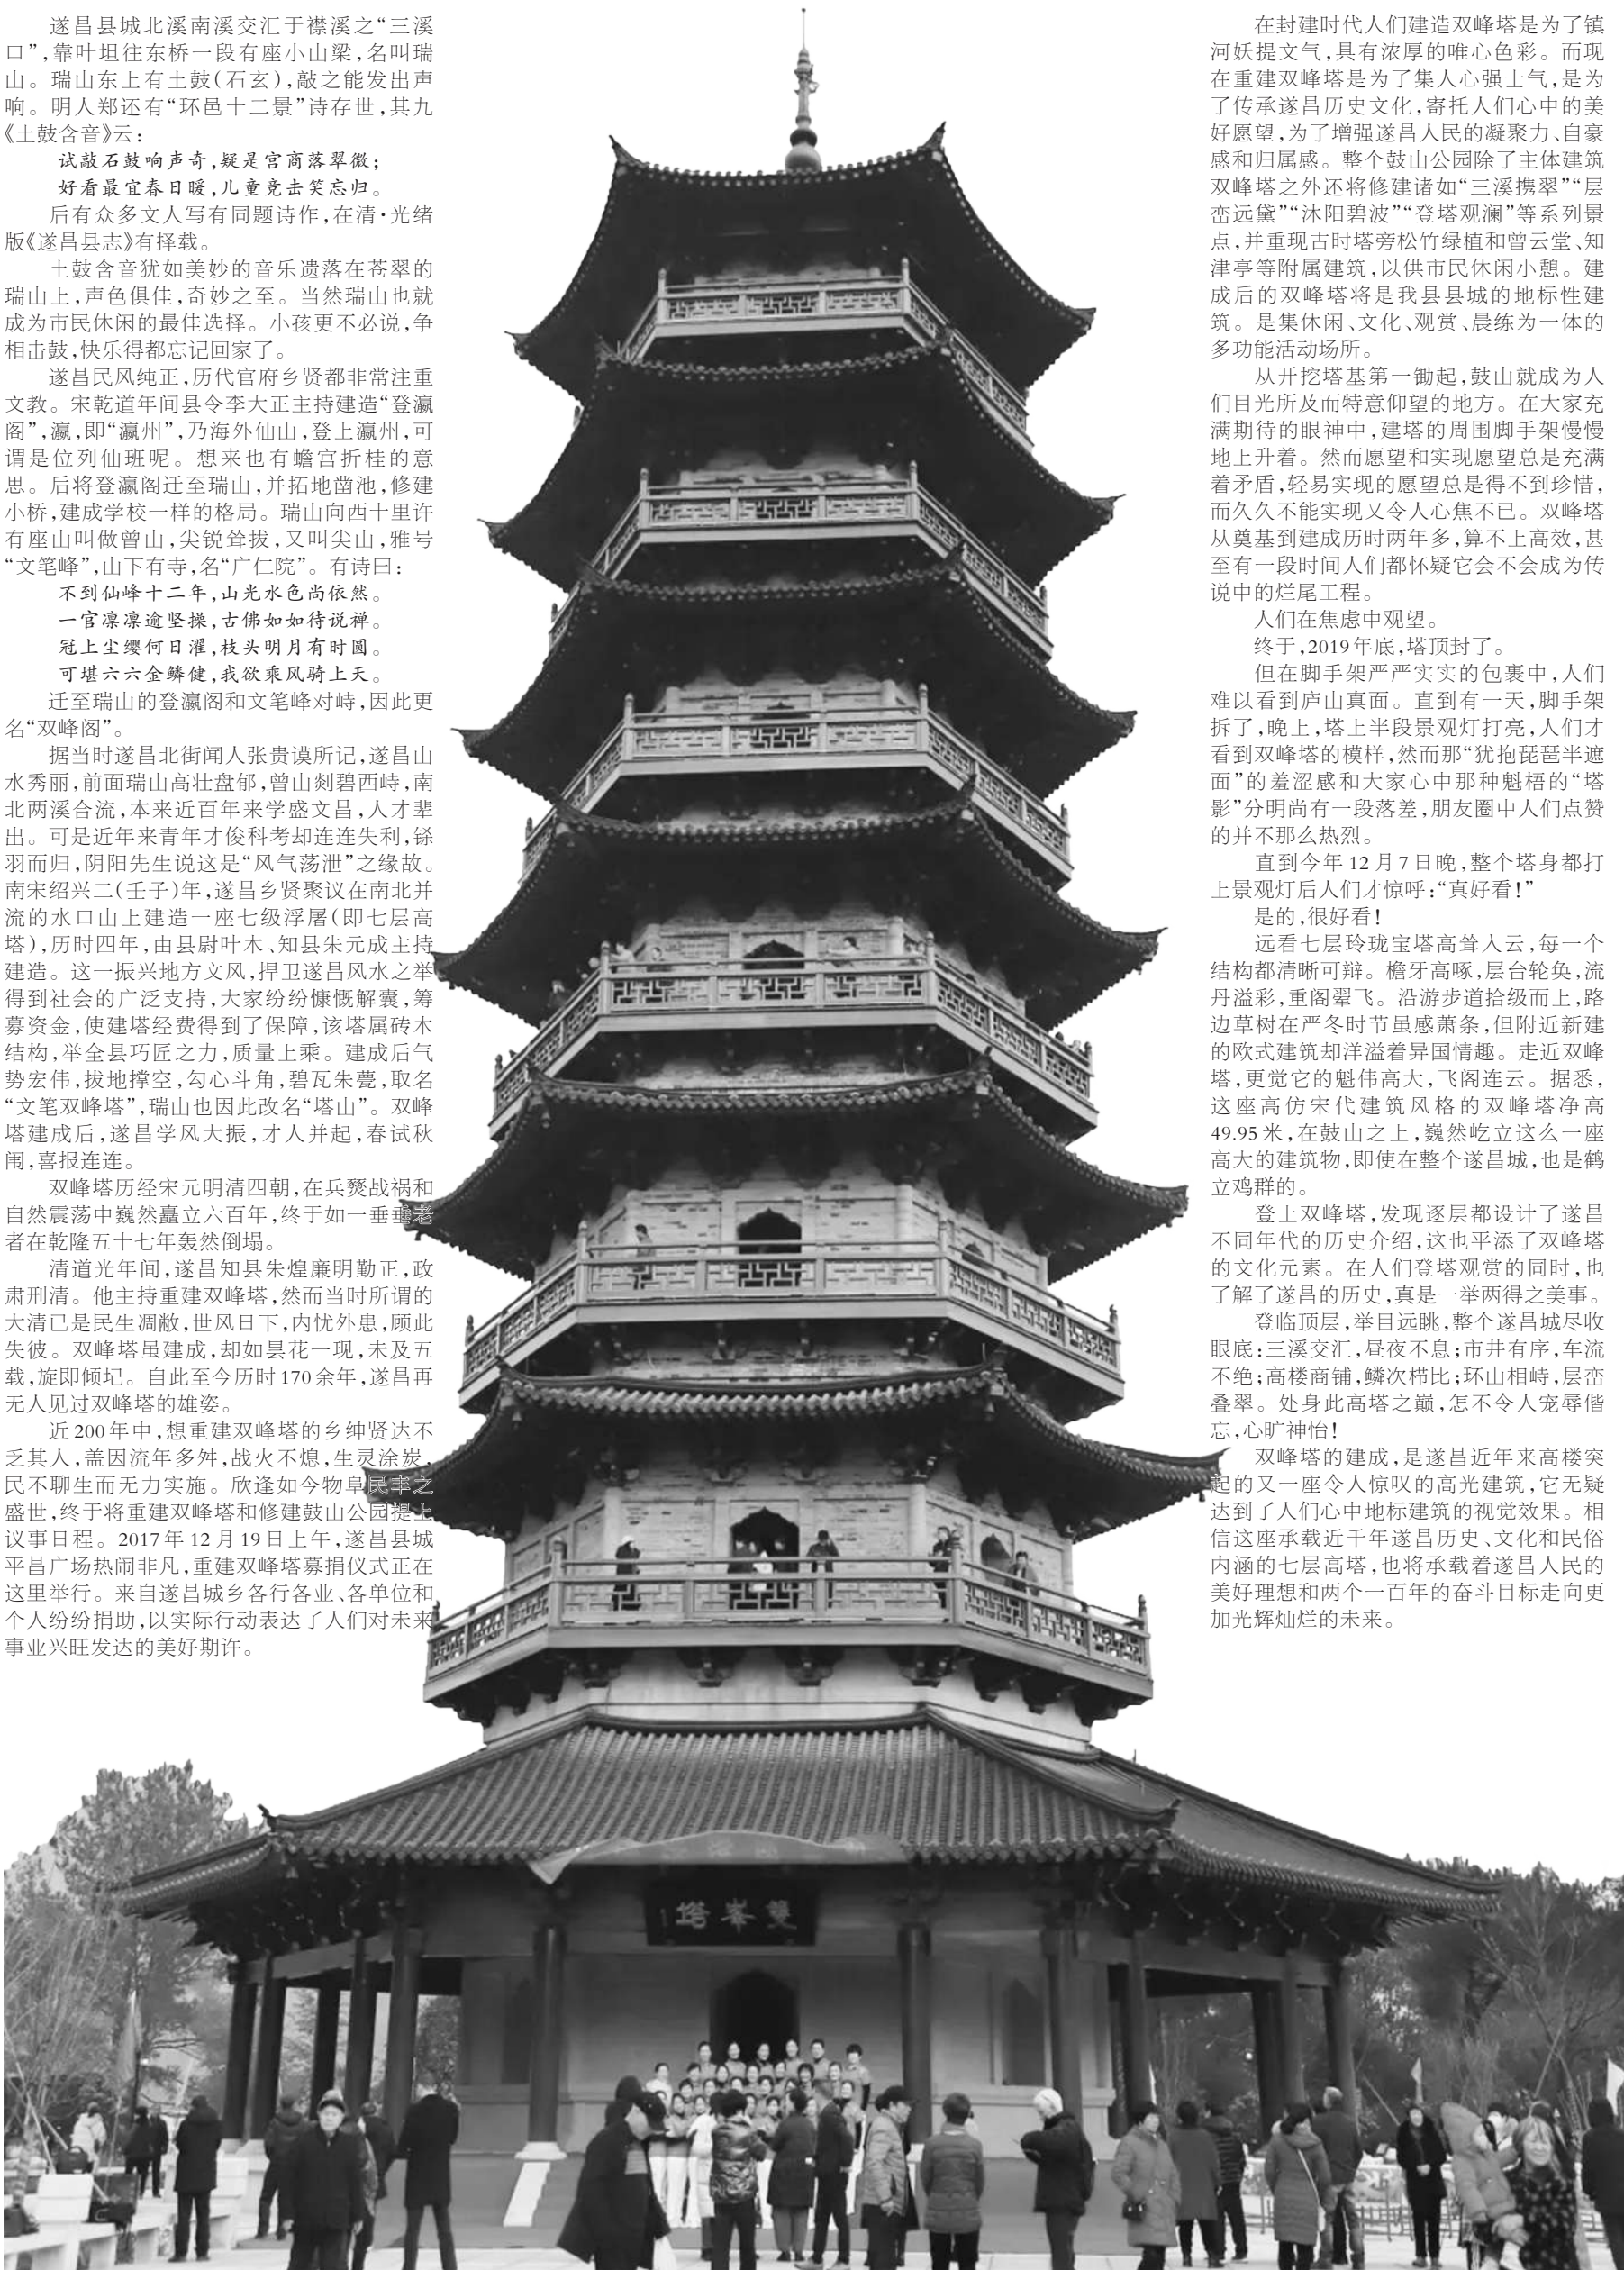 遂昌县城北溪南溪交汇于襟溪之“三溪
口”,靠叶坦往东桥一段有座小山梁,名叫瑞
山。瑞山东上有土鼓(石玄),敲之能发出声
响。明人郑还有“环邑十二景”诗存世,其九
《土鼓含音》云:
试敲石鼓响声奇,疑是宫商落翠微;
好看最宜春日暖,儿童竞击笑忘归。
后有众多文人写有同题诗作,在清·光绪
版《遂昌县志》有择载。
土鼓含音犹如美妙的音乐遗落在苍翠的
瑞山上,声色俱佳,奇妙之至。当然瑞山也就
成为市民休闲的最佳选择。小孩更不必说,争
相击鼓,快乐得都忘记回家了。
遂昌民风纯正,历代官府乡贤都非常注重
文教。宋乾道年间县令李大正主持建造“登瀛
阁”,瀛,即“瀛州”,乃海外仙山,登上瀛州,可
谓是位列仙班呢。想来也有蟾宫折桂的意
思。后将登瀛阁迁至瑞山,并拓地凿池,修建
小桥,建成学校一样的格局。瑞山向西十里许
有座山叫做曾山,尖锐耸拔,又叫尖山,雅号
“文笔峰”,山下有寺,名“广仁院”。有诗曰:
不到仙峰十二年,山光水色尚依然。
一官凛凛逾坚操,古佛如如待说禅。
冠上尘缨何日濯,枝头明月有时圆。
可堪六六金鳞健,我欲乘风骑上天。
迁至瑞山的登瀛阁和文笔峰对峙,因此更
名“双峰阁”。
据当时遂昌北街闻人张贵谟所记,遂昌山
水秀丽,前面瑞山高壮盘郁,曾山剡碧西峙,南
北两溪合流,本来近百年来学盛文昌,人才辈
出。可是近年来青年才俊科考却连连失利,铩
羽而归,阴阳先生说这是“风气荡泄”之缘故。
南宋绍兴二(壬子)年,遂昌乡贤聚议在南北并
流的水口山上建造一座七级浮屠(即七层高
塔),历时四年,由县尉叶木、知县朱元成主持
建造。这一振兴地方文风,捍卫遂昌风水之举
得到社会的广泛支持,大家纷纷慷慨解囊,筹
募资金,使建塔经费得到了保障,该塔属砖木
结构,举全县巧匠之力,质量上乘。建成后气
势宏伟,拔地撑空,勾心斗角,碧瓦朱甍,取名
“文笔双峰塔”,瑞山也因此改名“塔山”。双峰
塔建成后,遂昌学风大振,才人并起,春试秋
闱,喜报连连。
双峰塔历经宋元明清四朝,在兵燹战祸和
自然震荡中巍然矗立六百年,终于如一垂垂老
者在乾隆五十七年轰然倒塌。
清道光年间,遂昌知县朱煌廉明勤正,政
肃刑清。他主持重建双峰塔,然而当时所谓的
大清已是民生凋敝,世风日下,内忧外患,顾此
失彼。双峰塔虽建成,却如昙花一现,未及五
载,旋即倾圮。自此至今历时170余年,遂昌再
无人见过双峰塔的雄姿。
近200年中,想重建双峰塔的乡绅贤达不
乏其人,盖因流年多舛,战火不熄,生灵涂炭,
民不聊生而无力实施。欣逢如今物阜民丰之
盛世,终于将重建双峰塔和修建鼓山公园提上
议事日程。2017年12月19日上午,遂昌县城
平昌广场热闹非凡,重建双峰塔募捐仪式正在
这里举行。来自遂昌城乡各行各业、各单位和
个人纷纷捐助,以实际行动表达了人们对未来
事业兴旺发达的美好期许。
在封建时代人们建造双峰塔是为了镇
河妖提文气,具有浓厚的唯心色彩。而现
在重建双峰塔是为了集人心强士气,是为
了传承遂昌历史文化,寄托人们心中的美
好愿望,为了增强遂昌人民的凝聚力、自豪
感和归属感。整个鼓山公园除了主体建筑
双峰塔之外还将修建诸如“三溪携翠”“层
峦远黛”“沐阳碧波”“登塔观澜”等系列景
点,并重现古时塔旁松竹绿植和曾云堂、知
津亭等附属建筑,以供市民休闲小憩。建
成后的双峰塔将是我县县城的地标性建
筑。是集休闲、文化、观赏、晨练为一体的
多功能活动场所。
从开挖塔基第一锄起,鼓山就成为人
们目光所及而特意仰望的地方。在大家充
满期待的眼神中,建塔的周围脚手架慢慢
地上升着。然而愿望和实现愿望总是充满
着矛盾,轻易实现的愿望总是得不到珍惜,
而久久不能实现又令人心焦不已。双峰塔
从奠基到建成历时两年多,算不上高效,甚
至有一段时间人们都怀疑它会不会成为传
说中的烂尾工程。
人们在焦虑中观望。
终于,2019年底,塔顶封了。
但在脚手架严严实实的包裹中,人们
难以看到庐山真面。直到有一天,脚手架
拆了,晚上,塔上半段景观灯打亮,人们才
看到双峰塔的模样,然而那“犹抱琵琶半遮
面”的羞涩感和大家心中那种魁梧的“塔
影”分明尚有一段落差,朋友圈中人们点赞
的并不那么热烈。
直到今年12月7日晚,整个塔身都打
上景观灯后人们才惊呼:“真好看!”
是的,很好看!
远看七层玲珑宝塔高耸入云,每一个
结构都清晰可辩。檐牙高啄,层台轮奂,流
丹溢彩,重阁翚飞。沿游步道拾级而上,路
边草树在严冬时节虽感萧条,但附近新建
的欧式建筑却洋溢着异国情趣。走近双峰
塔,更觉它的魁伟高大,飞阁连云。据悉,
这座高仿宋代建筑风格的双峰塔净高
49.95米,在鼓山之上,巍然屹立这么一座
高大的建筑物,即使在整个遂昌城,也是鹤
立鸡群的。
登上双峰塔,发现逐层都设计了遂昌
不同年代的历史介绍,这也平添了双峰塔
的文化元素。在人们登塔观赏的同时,也
了解了遂昌的历史,真是一举两得之美事。
登临顶层,举目远眺,整个遂昌城尽收
眼底:三溪交汇,昼夜不息;市井有序,车流
不绝;高楼商铺,鳞次栉比;环山相峙,层峦
叠翠。处身此高塔之巅,怎不令人宠辱偕
忘,心旷神怡!
双峰塔的建成,是遂昌近年来高楼突
起的又一座令人惊叹的高光建筑,它无疑
达到了人们心中地标建筑的视觉效果。相
信这座承载近千年遂昌历史、文化和民俗
内涵的七层高塔,也将承载着遂昌人民的
美好理想和两个一百年的奋斗目标走向更
加光辉灿烂的未来。
雙峯塔